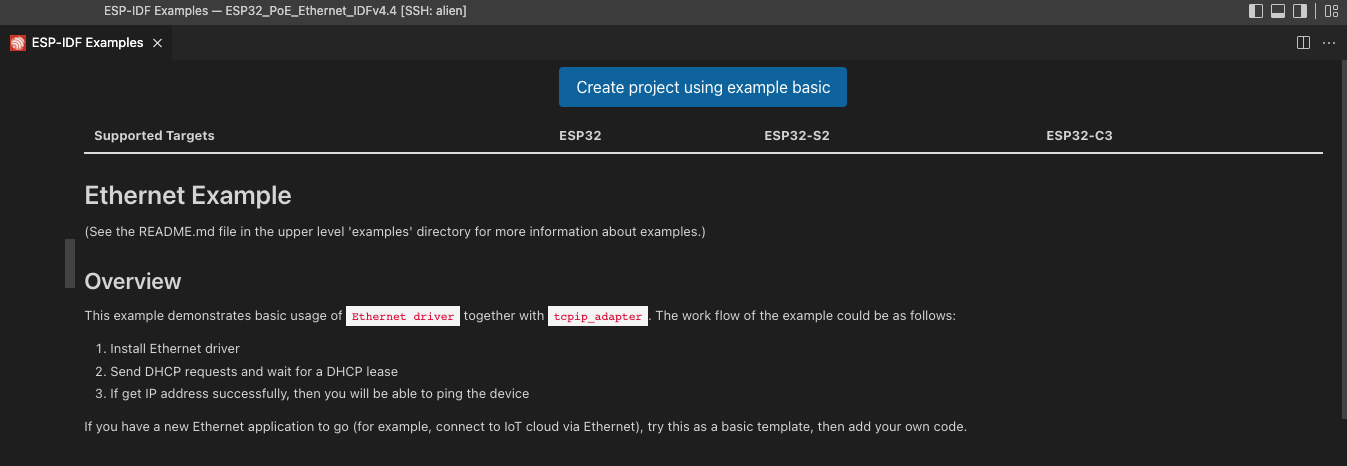 ESP-IDF Examples — ESP32_PoE_Ethernet_IDFv4.4 [SSH: alien]
ESP-IDF Examples
Create project using example basic
Supported Targets ESP32 ESP32-S2 ESP32-C3
Ethernet Example
(See the README.md file in the upper level 'examples' directory for more information about examples.)
Overview
This example demonstrates basic usage of Ethernet driver together with tcpip_adapter. The work flow of the example could be as follows:
1. Install Ethernet driver
2. Send DHCP requests and wait for a DHCP lease
3. If get IP address successfully, then you will be able to ping the device
If you have a new Ethernet application to go (for example, connect to IoT cloud via Ethernet), try this as a basic template, then add your own code.